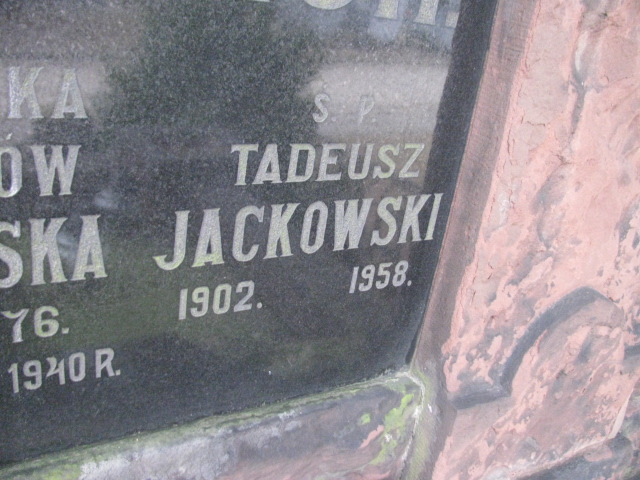 KA
ÓW
SKA
76.
1940 R.
Ś. P.
TADEUSZ
JACKOWSKI
1902. 1958.